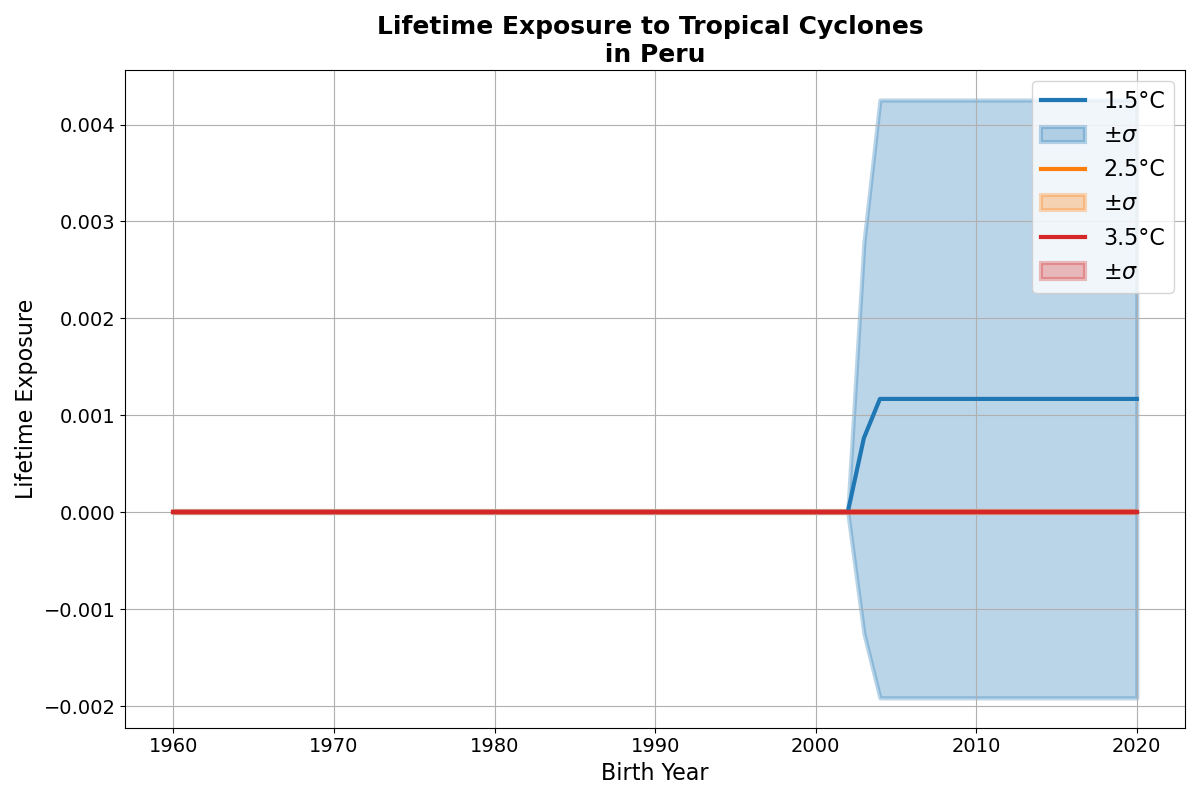 Lifetime Exposure to Tropical Cyclones
in Peru
Lifetime Exposure
0.004
0.003
0.002
0.001
0.000
−0.001
−0.002
1.5°C
±σ
2.5°C
±σ
3.5°C
±σ
1960
1970
1980
1990
2000
2010
2020
Birth Year